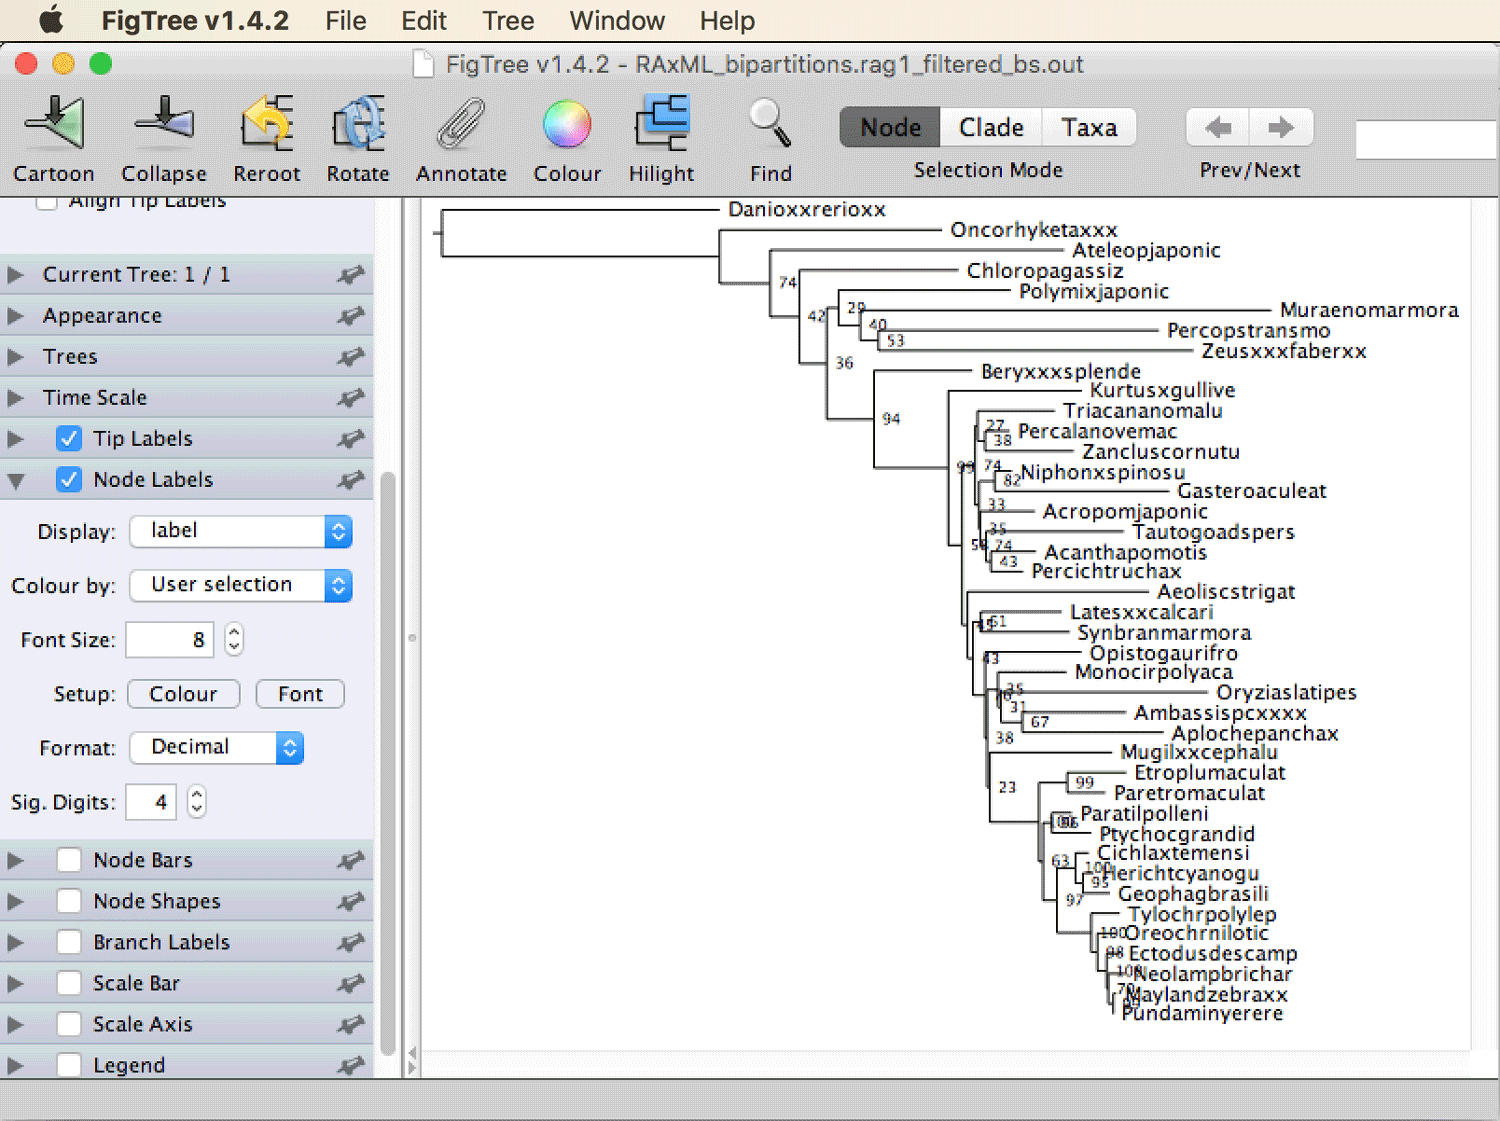 FigTree v1.4.2 File Edit Tree Window Help
FigTree v1.4.2 - RAxML_bipartitions.rag1_filtered_bs.out
Cartoon Collapse Reroot Rotate Annotate Colour Hilight Find
Node Clade Taxa
Selection Mode
Prev/Next
Align Tip Labels
Current Tree: 1 / 1
Appearance
Trees
Time Scale
Tip Labels
Node Labels
Display: label
Colour by: User selection
Font Size: 8
Setup: Colour Font
Format: Decimal
Sig. Digits: 4
Node Bars
Node Shapes
Branch Labels
Scale Bar
Scale Axis
Legend
Danioxxrerioxx
Oncorhyketaxxx
Ateleopjaponic
Chloropagassiz
74
Polymixjaponic
29
Muraenomarmora
42
40
Percopstransmo
53
Zeusxxxfaberxx
36
Beryxxxsplende
Kurtusxgullive
Triacananomalu
94
27
Percalanovemac
38
Zancluscornutu
74
Niphonxspinosu
82
Gasteroaculeat
33
Acropomjaponic
35
Tautogoadspers
74
Acanthapomotis
43
Percichtruchax
Aeoliscstrigat
Latesxxcalcari
51
Synbranmarmora
Opistogaurifro
43
Monocirpolyaca
35
Oryziaslatipes
31
Ambassispcxxxx
67
Aplochepanchax
38
Mugilxxcephalu
Etroplumaculat
99
23
Paretromaculat
Paratilpolleni
Ptychocgrandid
Cichlaxtemensi
63
100
Herichtcyanogu
95
Geophagbrasili
97
Tylochrpolylep
100
Oreochrnilotic
98
Ectodusdescamp
100
Neolampbrichar
70
Maylandzebraxx
Pundaminyerere